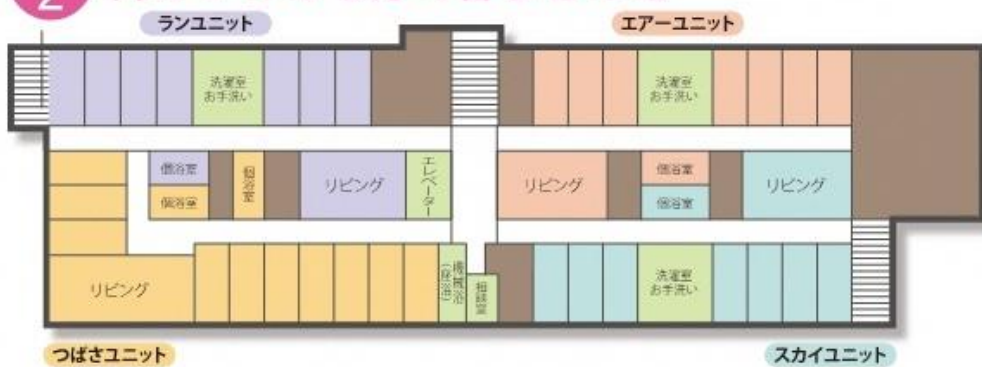 2
ランユニット
エアーユニット
洗濯室
お手洗い
洗濯室
お手洗い
個浴室
個浴室
個浴室
リビング
エレベーター
リビング
個浴室
個浴室
リビング
リビング
機械浴
(座浴)
相談室
洗濯室
お手洗い
つばさユニット
スカイユニット